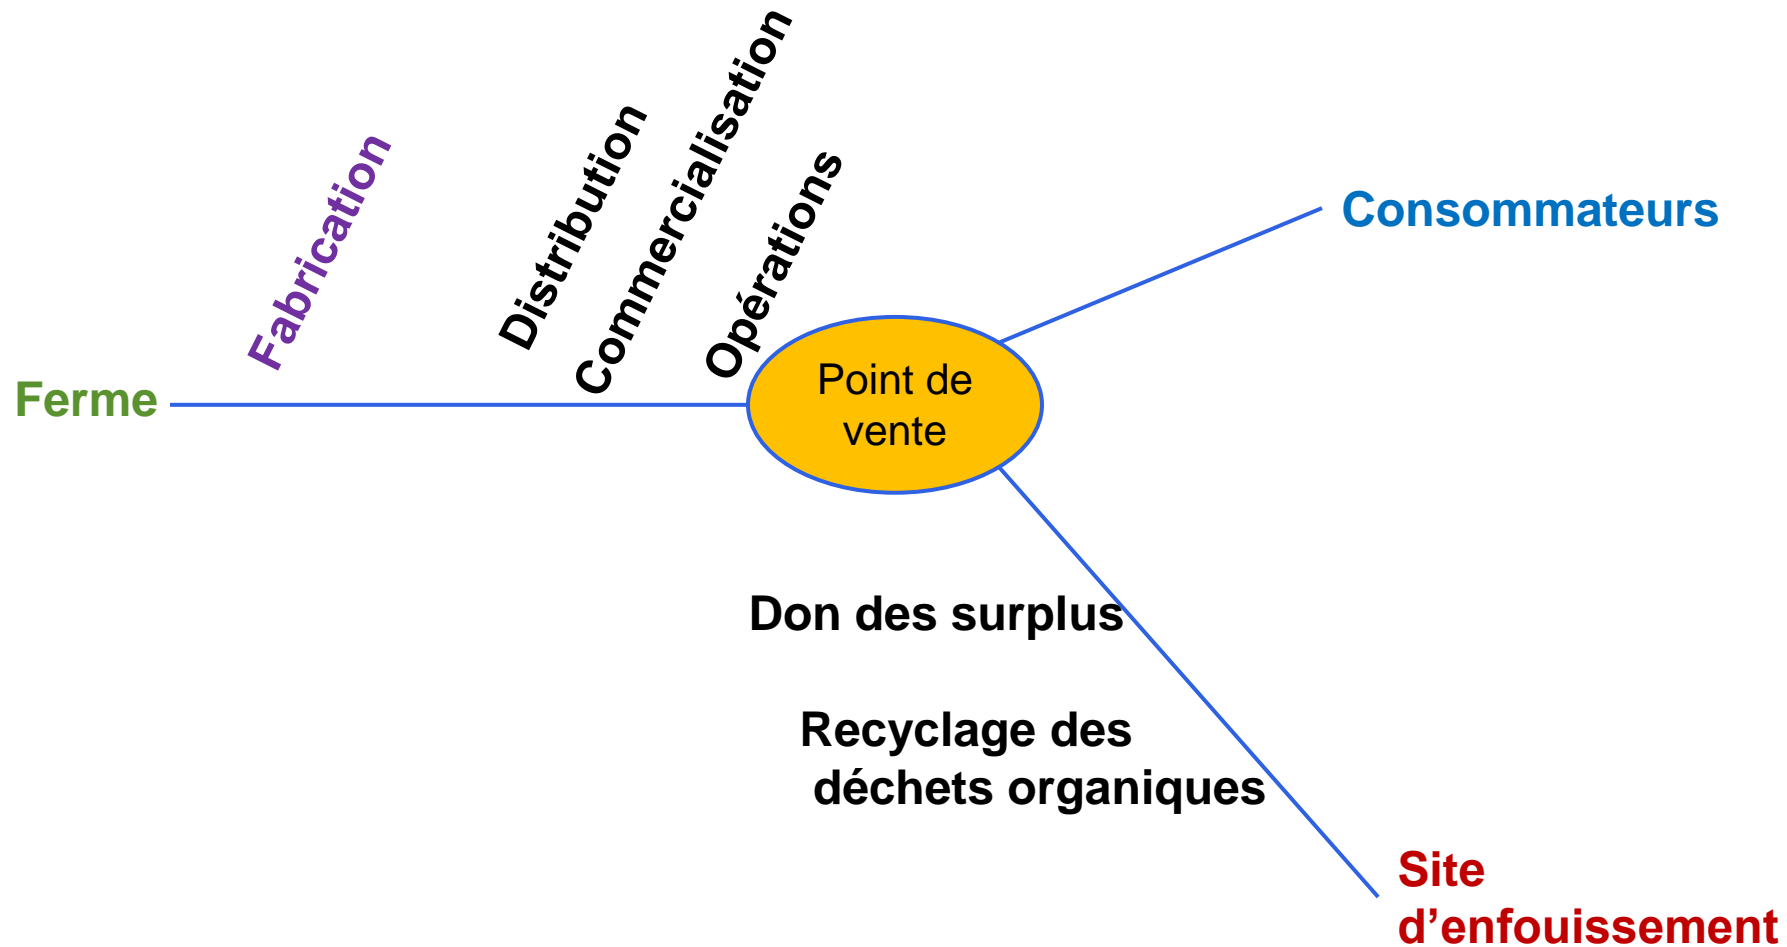 Ferme
Fabrication
Distribution
Commercialisation
Opérations
Point de
vente
Consommateurs
Don des surplus
Recyclage des
déchets organiques
Site
d’enfouissement